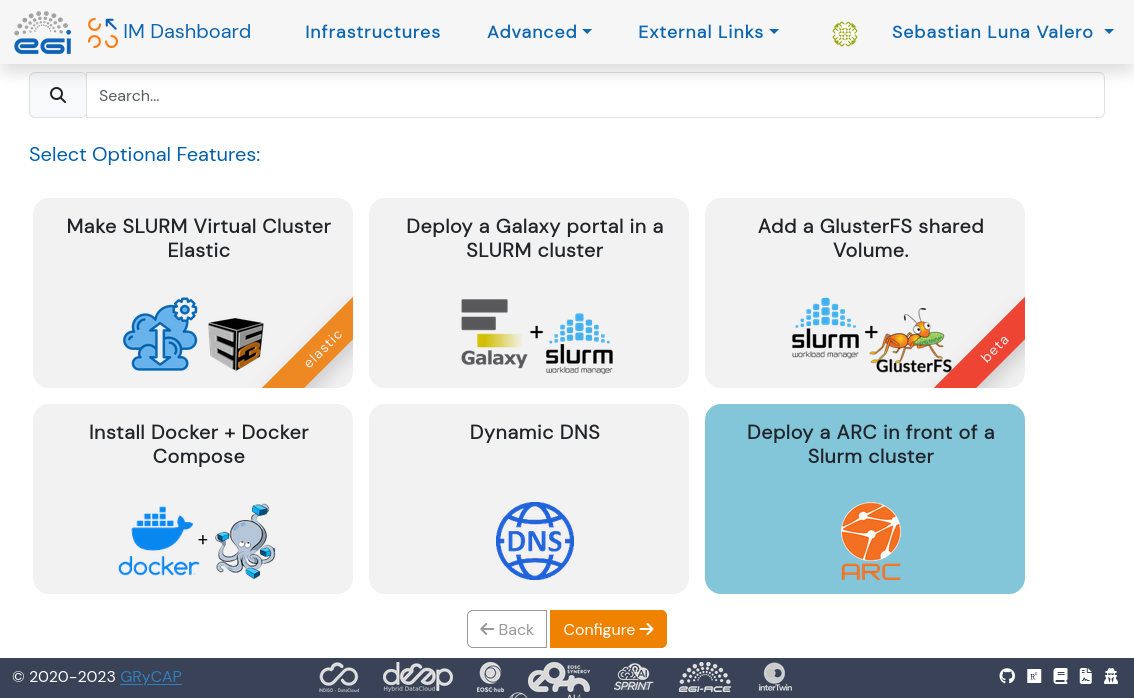 egi IM Dashboard Infrastructures Advanced External Links Sebastian Luna Valero
Search...
Select Optional Features:
Make SLURM Virtual Cluster
Elastic
elastic
Deploy a Galaxy portal in a
SLURM cluster
Galaxy
+
slurm
workload manager
Add a GlusterFS shared
Volume.
slurm
workload manager
+
GlusterFS
beta
Install Docker + Docker
Compose
docker
+
Dynamic DNS
DNS
Deploy a ARC in front of a
Slurm cluster
ARC
← Back
Configure →
© 2020-2023 GRyCAP
INDIGO - DataCloud
deep
Hybrid DataCloud
EOSC-hub
EOSC
SYNERGY
SPRINT
EGI-ACE
interTwin